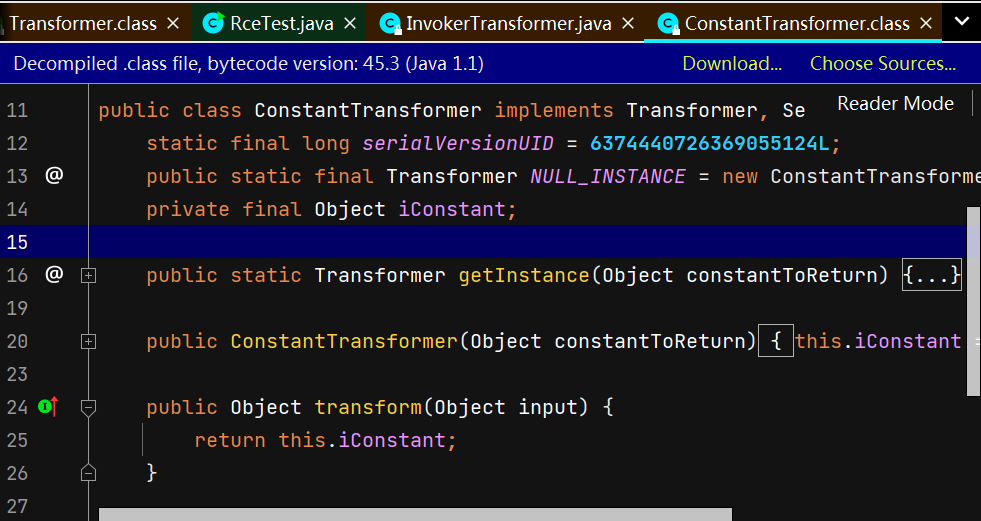 Transformer.class × RceTest.java × InvokerTransformer.java × ConstantTransformer.class ×
Decompiled .class file, bytecode version: 45.3 (Java 1.1) Download... Choose Sources...
11 public class ConstantTransformer implements Transformer, Se Reader Mode
12 static final long serialVersionUID = 6374440726369055124L;
13 @ public static final Transformer NULL_INSTANCE = new ConstantTransforme
14 private final Object iConstant;
15
16 @ public static Transformer getInstance(Object constantToReturn) {...}
19
20 public ConstantTransformer(Object constantToReturn) { this.iConstant =
23
24 public Object transform(Object input) {
25 return this.iConstant;
26 }
27